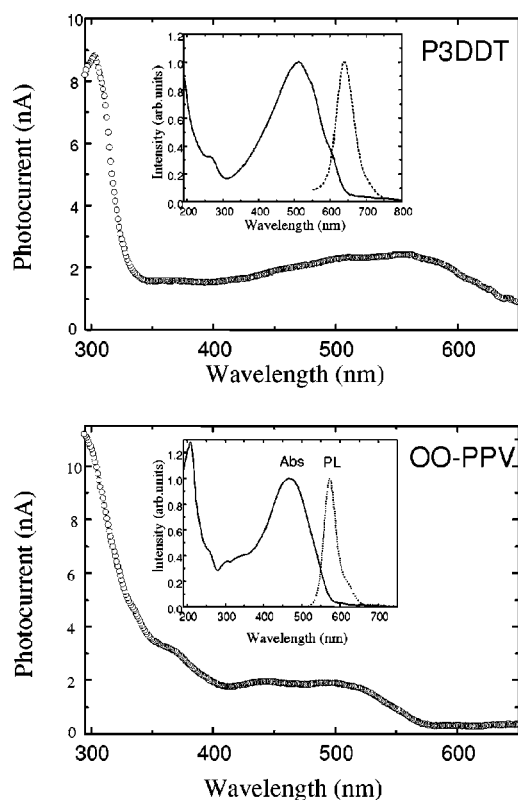 P3DDT
Photocurrent (nA)
10
8
6
4
2
0
300 400 500 600
Wavelength (nm)
Intensity (arb.units)
1.2
1.0
0.8
0.6
0.4
0.2
0.0
200 300 400 500 600 700 800
Wavelength (nm)
OO-PPV
Photocurrent (nA)
10
8
6
4
2
0
300 400 500 600
Wavelength (nm)
Abs PL
Intensity (arb.units)
1.2
1.0
0.8
0.6
0.4
0.2
0.0
200 300 400 500 600 700
Wavelength (nm)